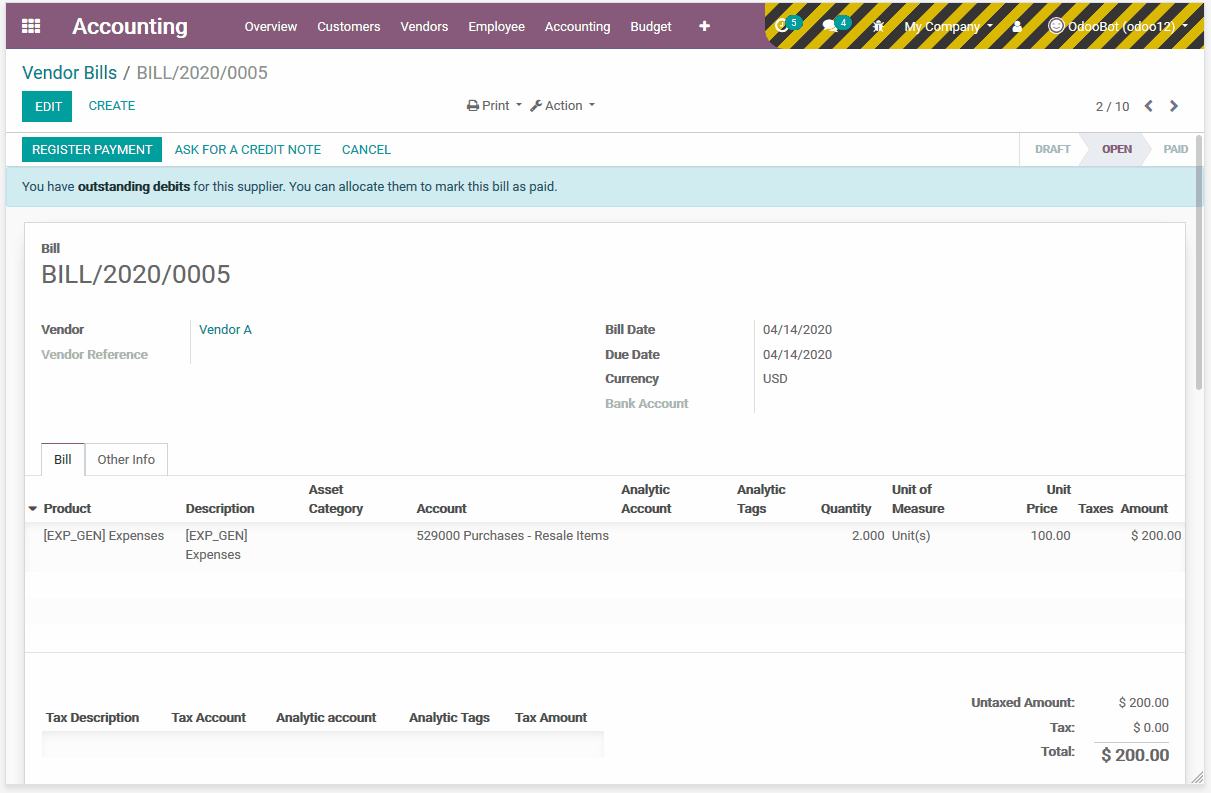 Accounting Overview Customers Vendors Employee Accounting Budget 5 4 My Company OdooBot (odoo12)
Vendor Bills / BILL/2020/0005
EDIT CREATE Print Action 2 / 10
REGISTER PAYMENT ASK FOR A CREDIT NOTE CANCEL DRAFT OPEN PAID
You have outstanding debits for this supplier. You can allocate them to mark this bill as paid.
Bill
BILL/2020/0005
Vendor Vendor A Bill Date 04/14/2020
Vendor Reference Due Date 04/14/2020
Currency USD
Bank Account
Bill Other Info
Asset Analytic Analytic Unit of Unit
Product Description Category Account Account Tags Quantity Measure Price Taxes Amount
[EXP_GEN] Expenses [EXP_GEN] 529000 Purchases - Resale Items 2.000 Unit(s) 100.00 $ 200.00
Expenses
Untaxed Amount: $ 200.00
Tax Description Tax Account Analytic account Analytic Tags Tax Amount
Tax: $ 0.00
Total: $ 200.00